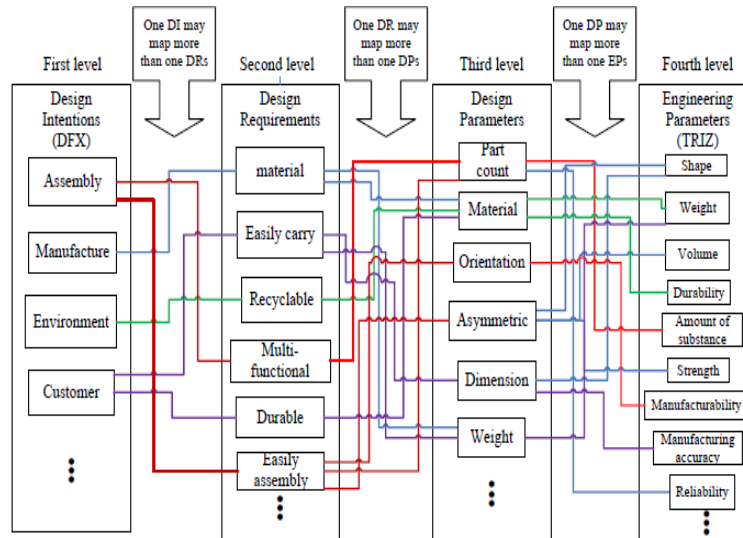 One DI may
map more
than one DRs
One DR may
map more
than one DPs
One DP may
map more
than one EPs
First level
Second level
Third level
Fourth level
Design
Intentions
(DFX)
Assembly
Manufacture
Environment
Customer
Design
Requirements
material
Easily carry
Recyclable
Multi-
functional
Durable
Easily
assembly
Design
Parameters
Part
count
Material
Orientation
Asymmetric
Dimension
Weight
Engineering
Parameters
(TRIZ)
Shape
Weight
Volume
Durability
Amount of
substance
Strength
Manufacturability
Manufacturing
accuracy
Reliability